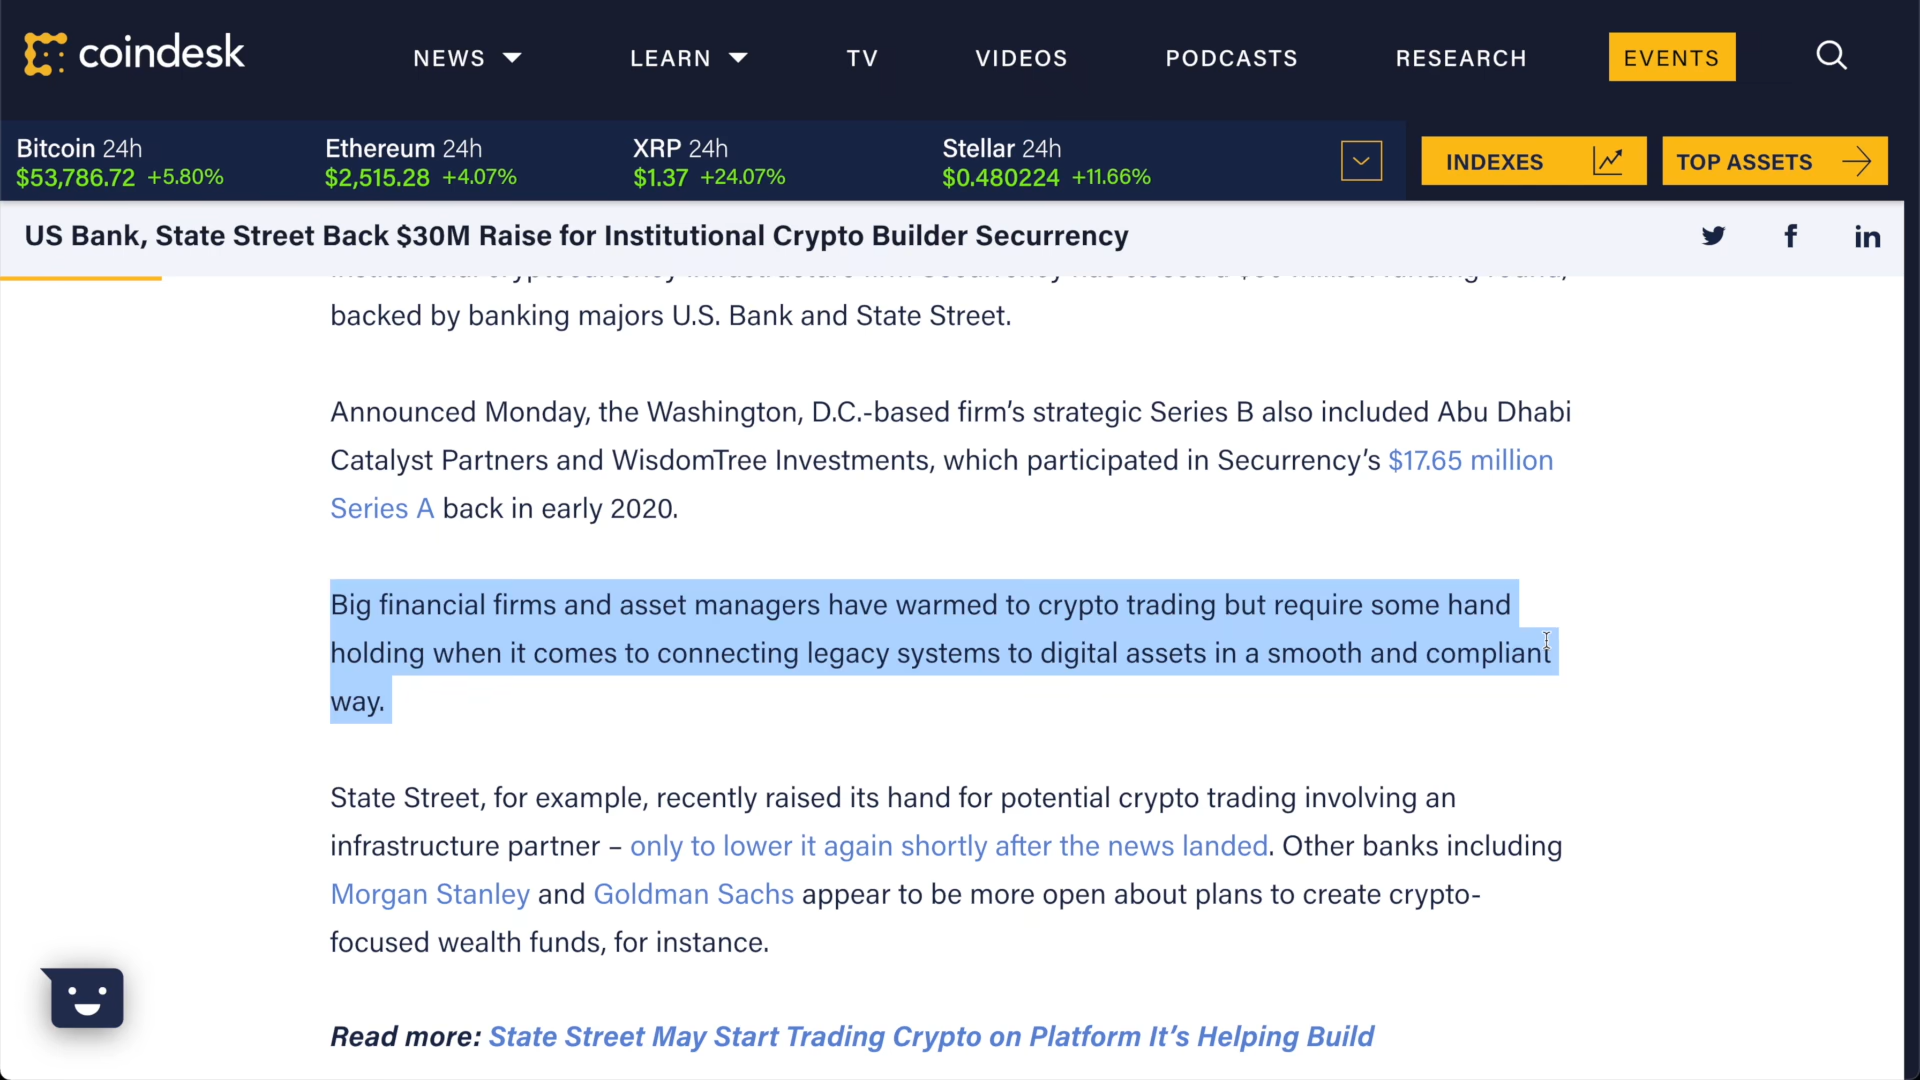 coindesk
NEWS
LEARN
TV
VIDEOS
PODCASTS
RESEARCH
EVENTS
Bitcoin 24h
$53,786.72 +5.80%
Ethereum 24h
$2,515.28 +4.07%
XRP 24h
$1.37 +24.07%
Stellar 24h
$0.480224 +11.66%
INDEXES
TOP ASSETS
US Bank, State Street Back $30M Raise for Institutional Crypto Builder Securrency
backed by banking majors U.S. Bank and State Street.
Announced Monday, the Washington, D.C.-based firm’s strategic Series B also included Abu Dhabi
Catalyst Partners and WisdomTree Investments, which participated in Securrency’s $17.65 million
Series A back in early 2020.
Big financial firms and asset managers have warmed to crypto trading but require some hand
holding when it comes to connecting legacy systems to digital assets in a smooth and compliant
way.
State Street, for example, recently raised its hand for potential crypto trading involving an
infrastructure partner – only to lower it again shortly after the news landed. Other banks including
Morgan Stanley and Goldman Sachs appear to be more open about plans to create crypto-
focused wealth funds, for instance.
Read more: State Street May Start Trading Crypto on Platform It’s Helping Build